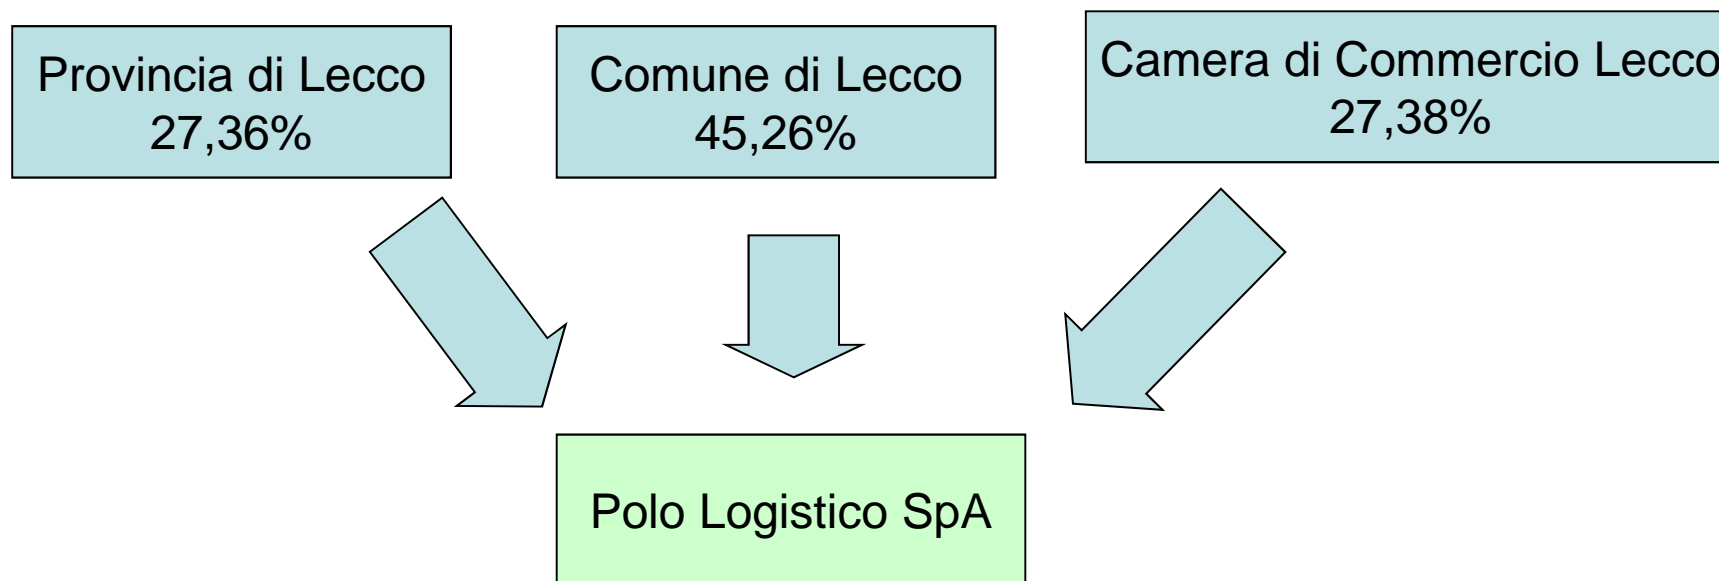 Provincia di Lecco
27,36%
Comune di Lecco
45,26%
Camera di Commercio Lecco
27,38%
Polo Logistico SpA